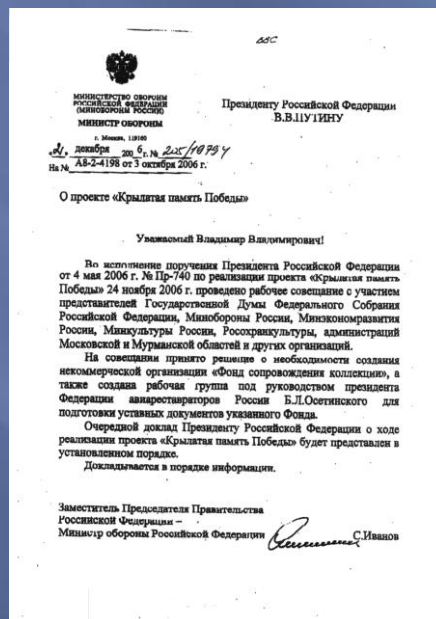 ВВС
МИНИСТЕРСТВО ОБОРОНЫ
РОССИЙСКОЙ ФЕДЕРАЦИИ
(МИНОБОРОНЫ РОССИИ)
МИНИСТР ОБОРОНЫ
г. Москва, 119160
декабря 2006 г. № 205/19794
На № А8-2-4198 от 3 октября 2006 г.
Президенту Российской Федерации
В.В.ПУТИНУ
О проекте «Крылатая память Победы»
Уважаемый Владимир Владимирович!
Во исполнение поручения Президента Российской Федерации
от 4 мая 2006 г. № Пр-740 по реализации проекта «Крылатая память
Победы» 24 ноября 2006 г. проведено рабочее совещание с участием
представителей Государственной Думы Федерального Собрания
Российской Федерации, Минобороны России, Минэкономразвития
России, Минкультуры России, Росохранкультуры, администраций
Московской и Мурманской областей и других организаций.
На совещании принято решение о необходимости создания
некоммерческой организации «Фонд сопровождения коллекции», а
также создана рабочая группа под руководством президента
Федерации авиареставраторов России Б.Л.Осетинского для
подготовки уставных документов указанного Фонда.
Очередной доклад Президенту Российской Федерации о ходе
реализации проекта «Крылатая память Победы» будет представлен в
установленном порядке.
Докладывается в порядке информации.
Заместитель Председателя Правительства
Российской Федерации –
Министр обороны Российской Федерации С.Иванов